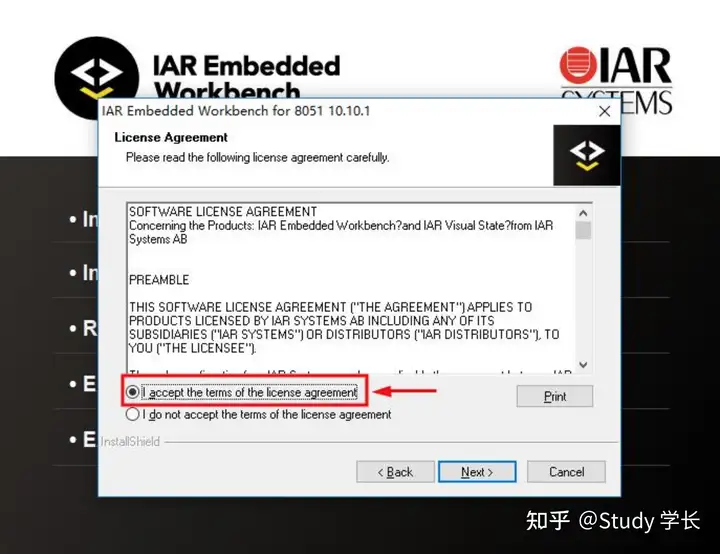 IAR Embedded
Workbench
IAR
SYSTEMS
IAR Embedded Workbench for 8051 10.10.1
License Agreement
Please read the following license agreement carefully.
• In
• In
• R
• E
• E
SOFTWARE LICENSE AGREEMENT
Concerning the Products: IAR Embedded Workbench?and IAR Visual State?from IAR
Systems AB
PREAMBLE
THIS SOFTWARE LICENSE AGREEMENT ("THE AGREEMENT") APPLIES TO
PRODUCTS LICENSED BY IAR SYSTEMS AB INCLUDING ANY OF ITS
SUBSIDIARIES ("IAR SYSTEMS") OR DISTRIBUTORS ("IAR DISTRIBUTORS"), TO
YOU ("THE LICENSEE").
I accept the terms of the license agreement
I do not accept the terms of the license agreement
Print
InstallShield
< Back
Next >
Cancel
知乎 @Study 学长